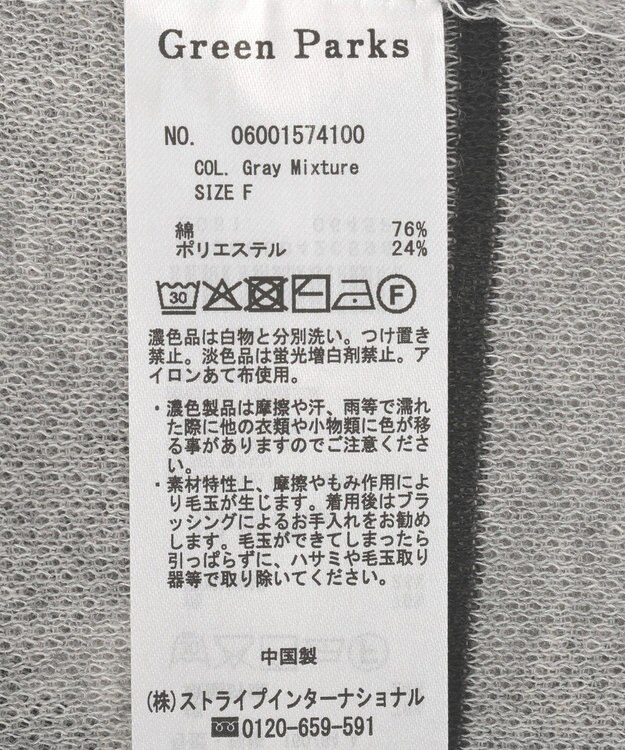 Green Parks
NO. 06001574100
COL. Gray Mixture
SIZE F
綿 76%
ポリエステル 24%
30 F
濃色品は白物と分別洗い。つけ置き
禁止。淡色品は蛍光増白剤禁止。ア
イロンあて布使用。
・濃色製品は摩擦や汗、雨等で濡れ
た際に他の衣類や小物類に色が移
る事がありますのでご注意くださ
い。
・素材特性上、摩擦やもみ作用によ
り毛玉が生じます。着用後はブラ
ッシングによるお手入れをお勧め
します。毛玉ができてしまったら
引っぱらずに、ハサミや毛玉取り
器等で取り除いてください。
中国製
(株)ストライプインターナショナル
0120-659-591